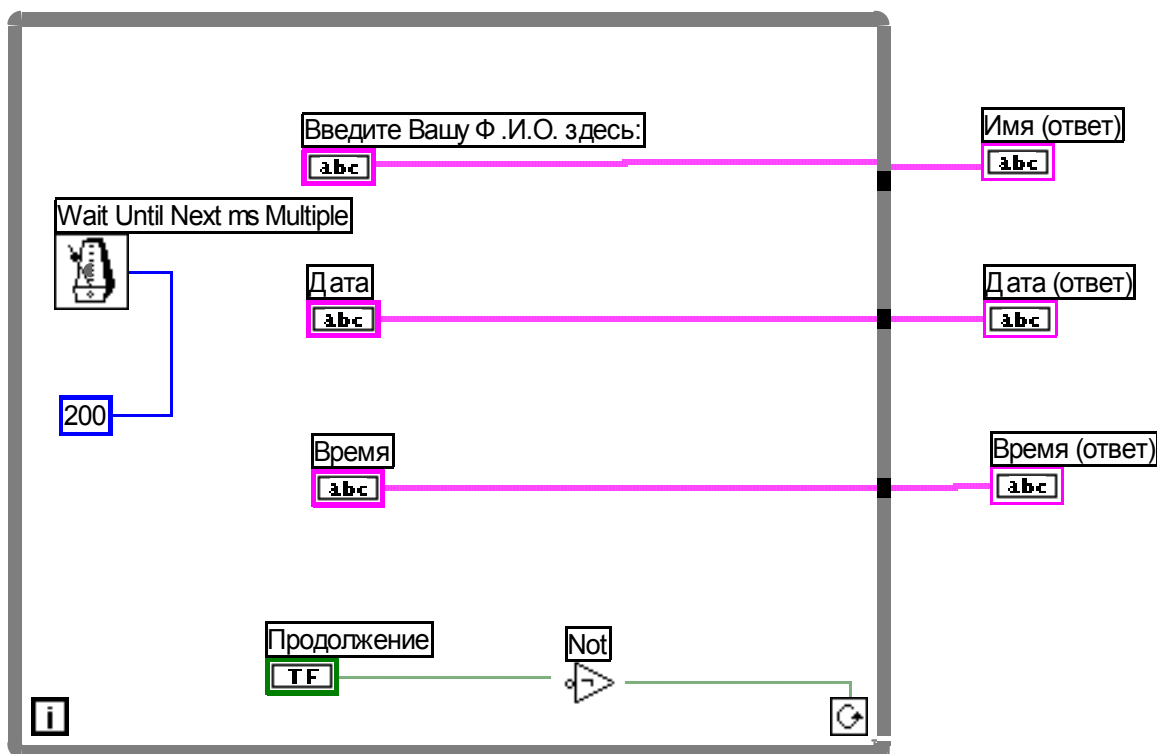 Введите Вашу Ф .И.О. здесь:
abc
Имя (ответ)
abc
Wait Until Next ms Multiple
Дата
abc
Дата (ответ)
abc
200
Время
abc
Время (ответ)
abc
Продолжение
TF
Not
i